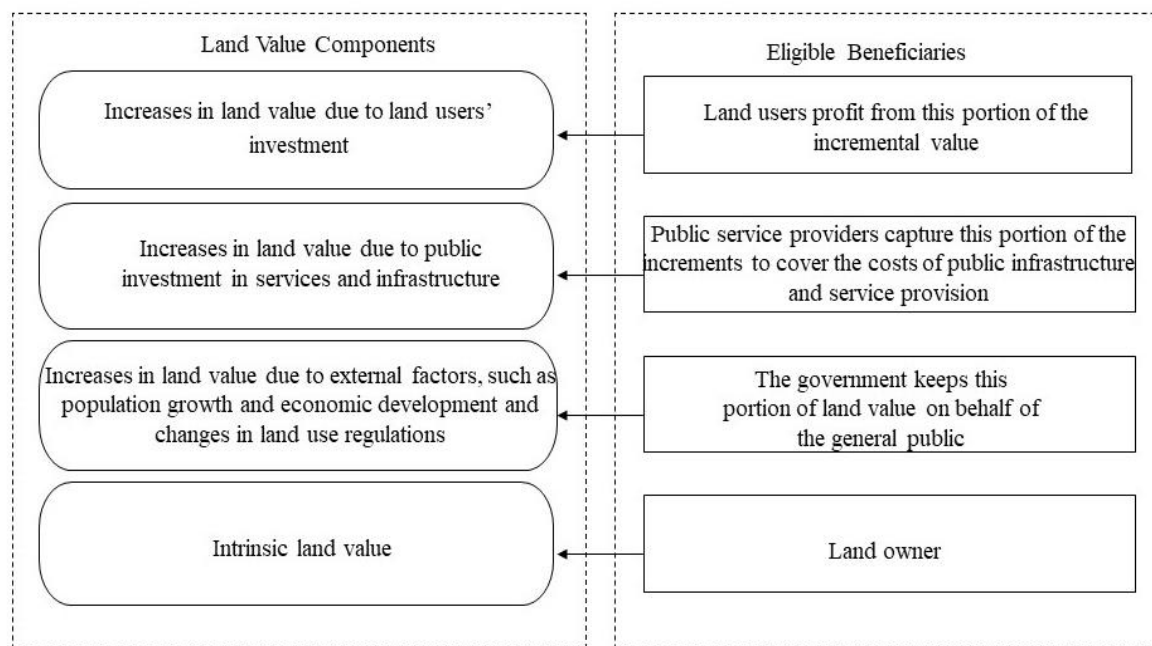 Land Value Components
Increases in land value due to land users’
investment
Increases in land value due to public
investment in services and infrastructure
Increases in land value due to external factors, such as
population growth and economic development and
changes in land use regulations
Intrinsic land value
Eligible Beneficiaries
Land users profit from this portion of the
incremental value
Public service providers capture this portion of the
increments to cover the costs of public infrastructure
and service provision
The government keeps this
portion of land value on behalf of
the general public
Land owner